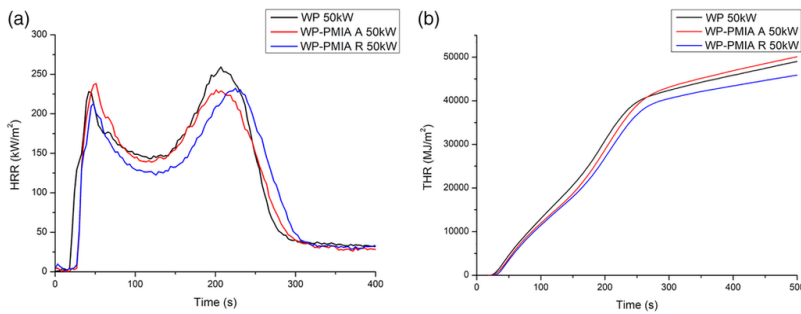 (a)
WP 50kW
WP-PMIA A 50kW
WP-PMIA R 50kW
300
250
200
150
100
50
0
HRR (kW/m²)
0 100 200 300 400
Time (s)
(b)
WP 50kW
WP-PMIA A 50kW
WP-PMIA R 50kW
50000
40000
30000
20000
10000
0
THR (MJ/m²)
0 100 200 300 400 500
Time (s)